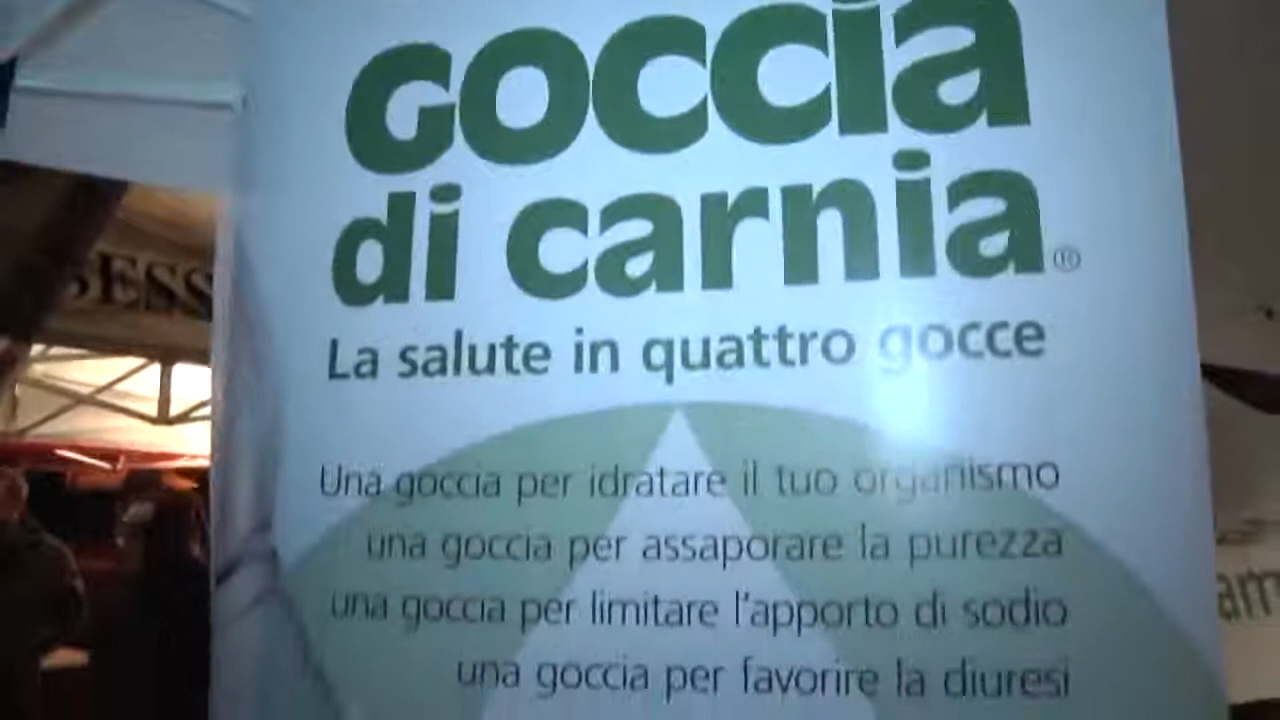 Goccia
di carnia®
La salute in quattro gocce
Una goccia per idratare il tuo organismo
una goccia per assaporare la purezza
una goccia per limitare l'apporto di sodio
una goccia per favorire la diuresi